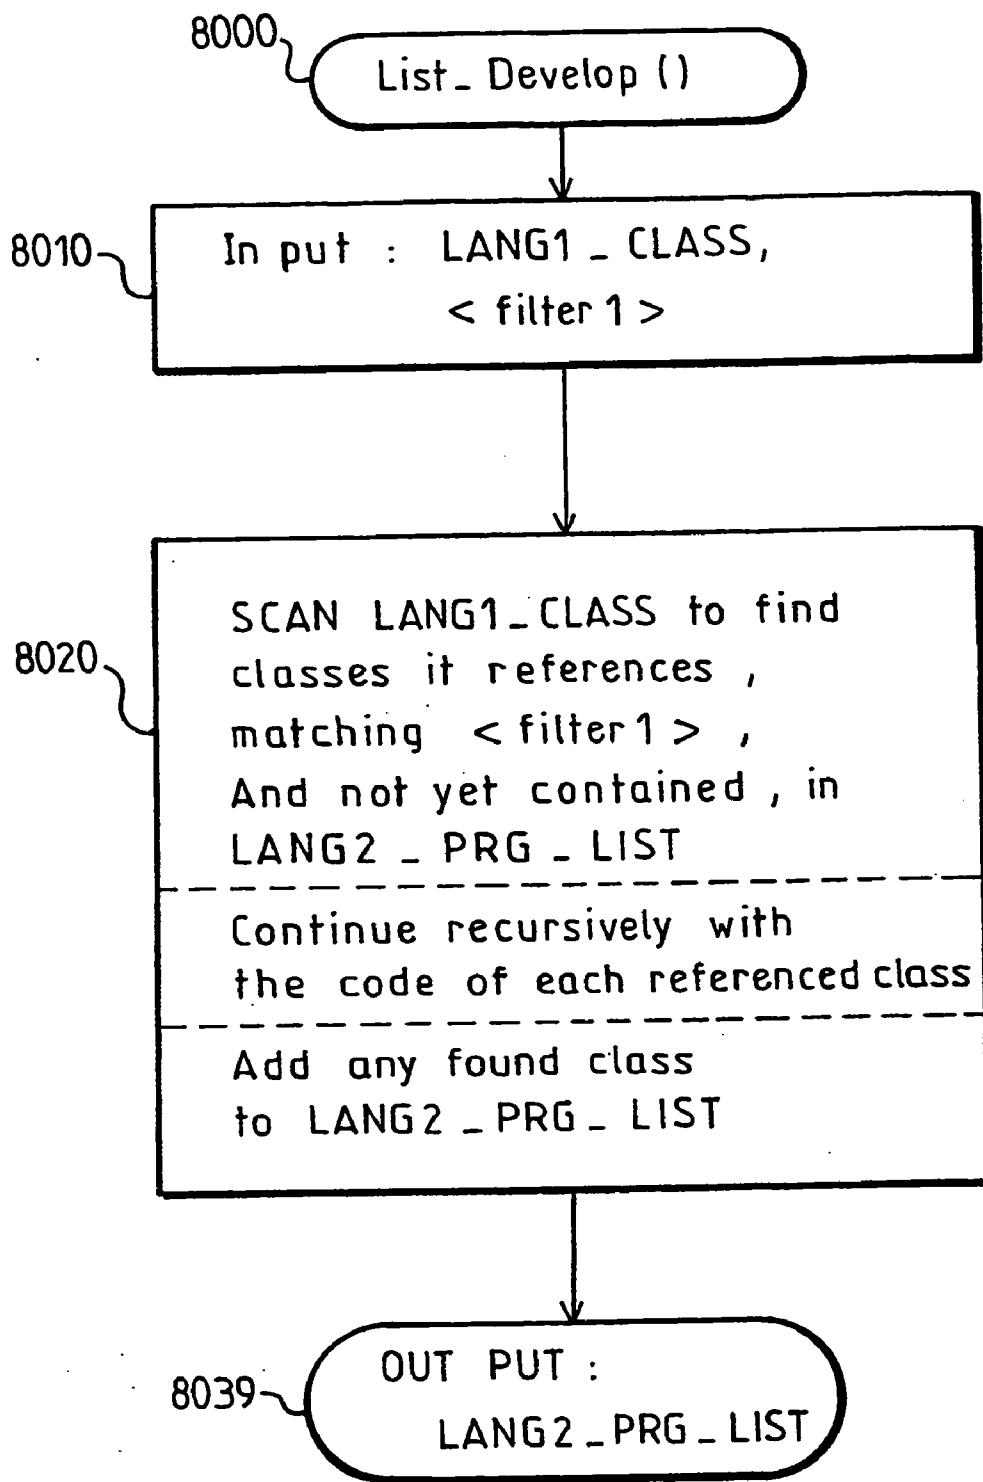 8000
List_Develop ()
8010
In put : LANG1_CLASS,
< filter 1 >
8020
SCAN LANG1_CLASS to find
classes it references ,
matching < filter 1 > ,
And not yet contained , in
LANG2_PRG_LIST
Continue recursively with
the code of each referenced class
Add any found class
to LANG2_PRG_LIST
8039
OUT PUT :
LANG2_PRG_LIST